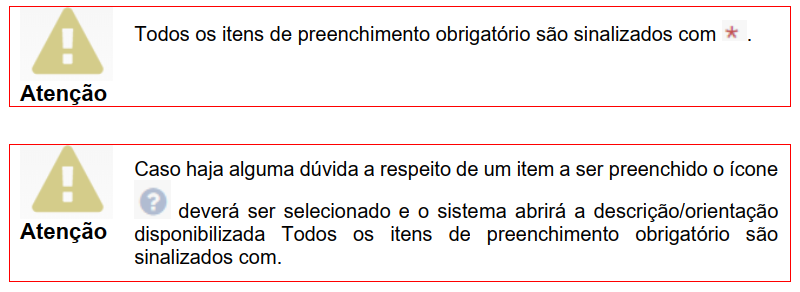 Todos os itens de preenchimento obrigatório são sinalizados com * .
Atenção
Caso haja alguma dúvida a respeito de um item a ser preenchido o ícone
? deverá ser selecionado e o sistema abrirá a descrição/orientação
Atenção
disponibilizada Todos os itens de preenchimento obrigatório são
sinalizados com.